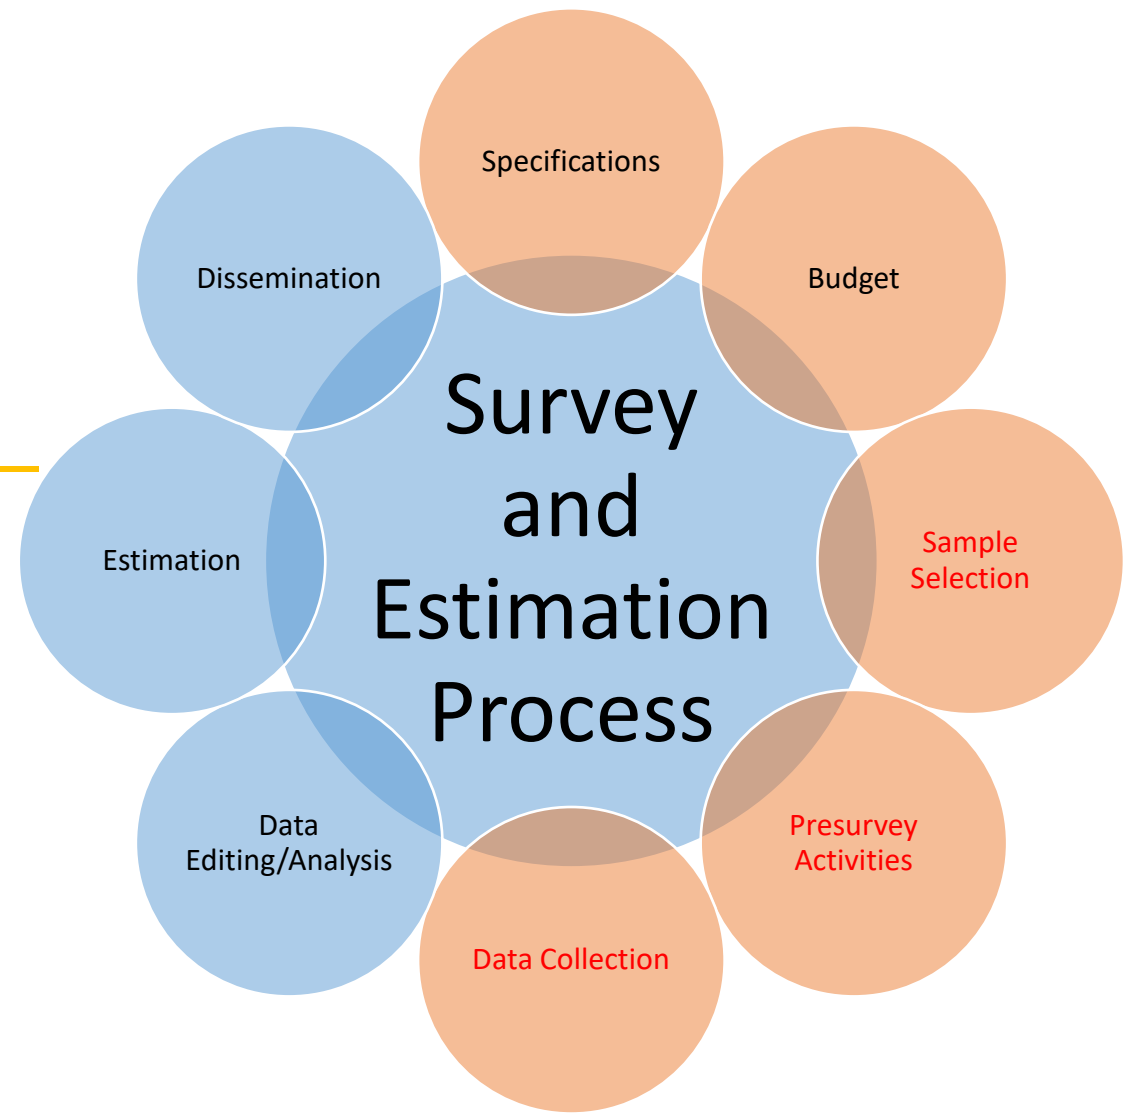 Specifications
Budget
Sample
Selection
Presurvey
Activities
Data Collection
Data
Editing/Analysis
Estimation
Dissemination
Survey
and
Estimation
Process